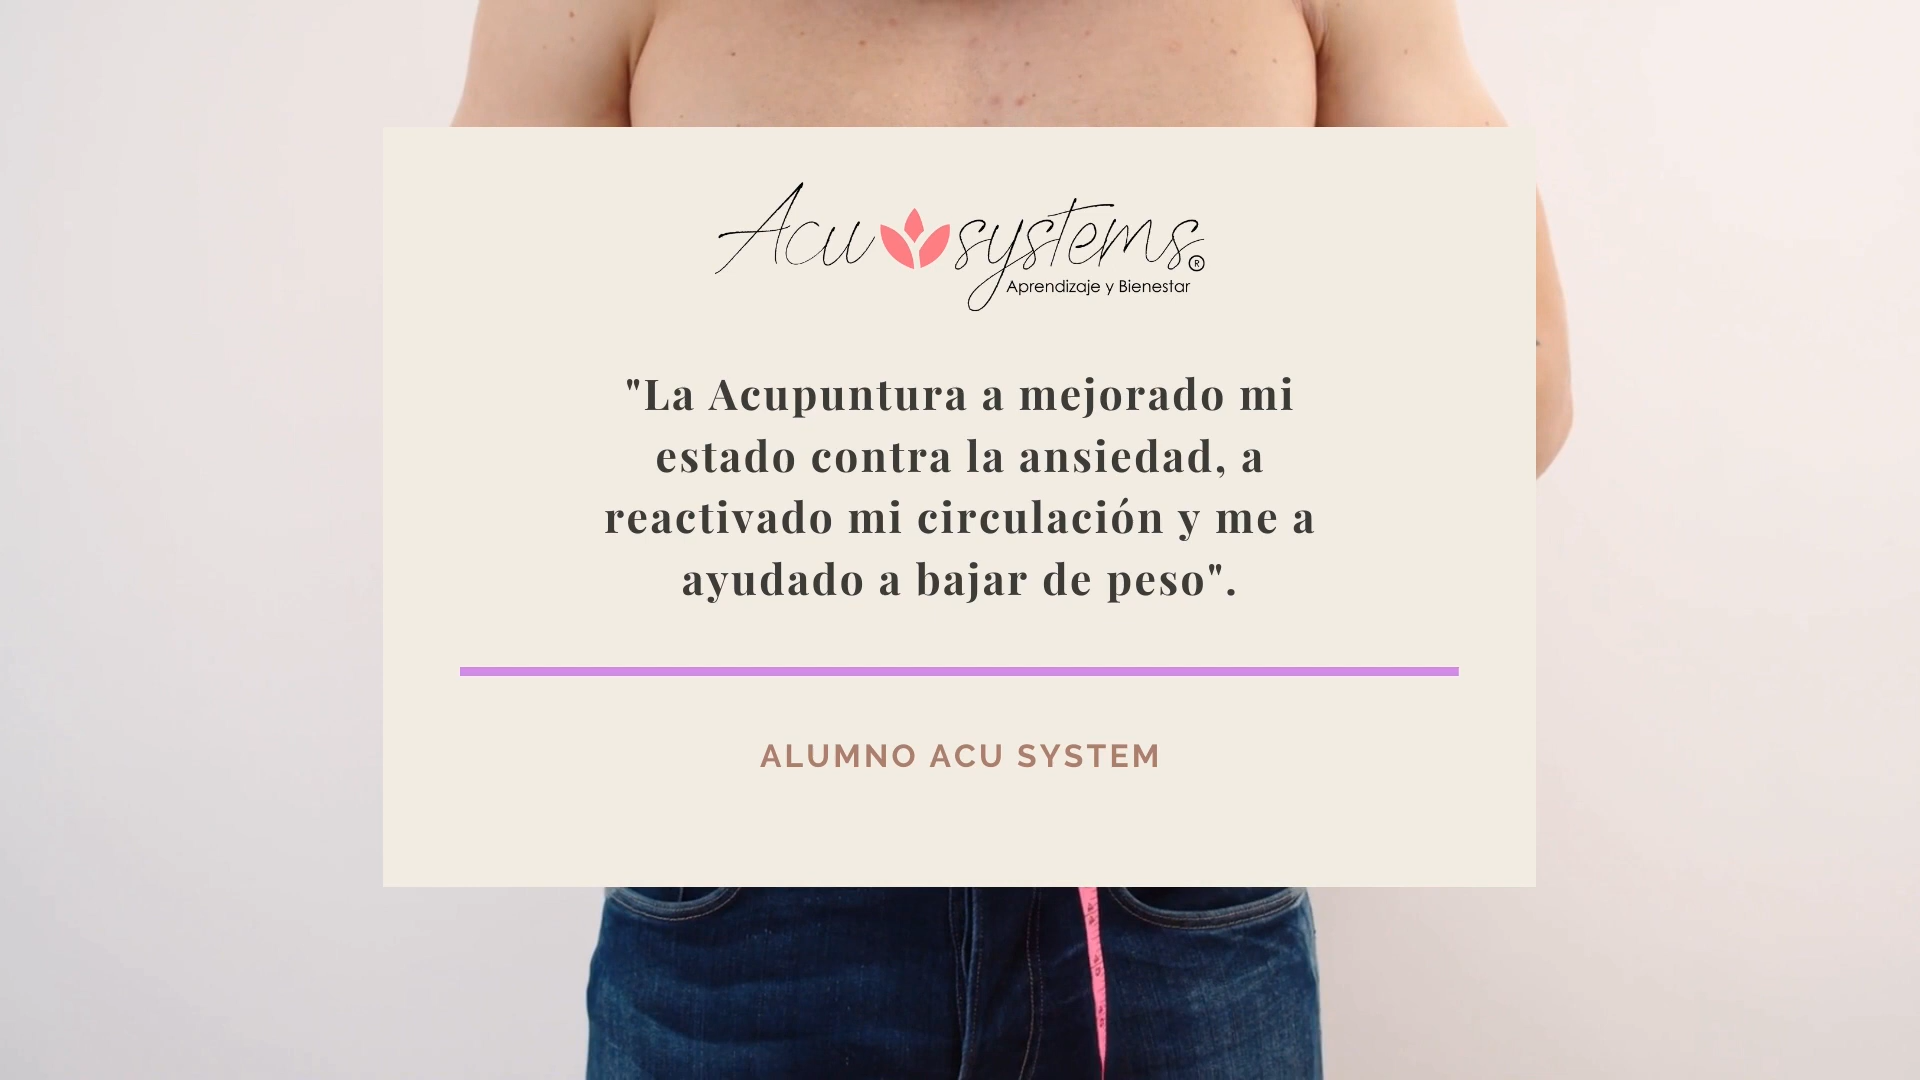 Acu systems®
Aprendizaje y Bienestar
"La Acupuntura a mejorado mi
estado contra la ansiedad, a
reactivado mi circulación y me a
ayudado a bajar de peso".
ALUMNO ACU SYSTEM